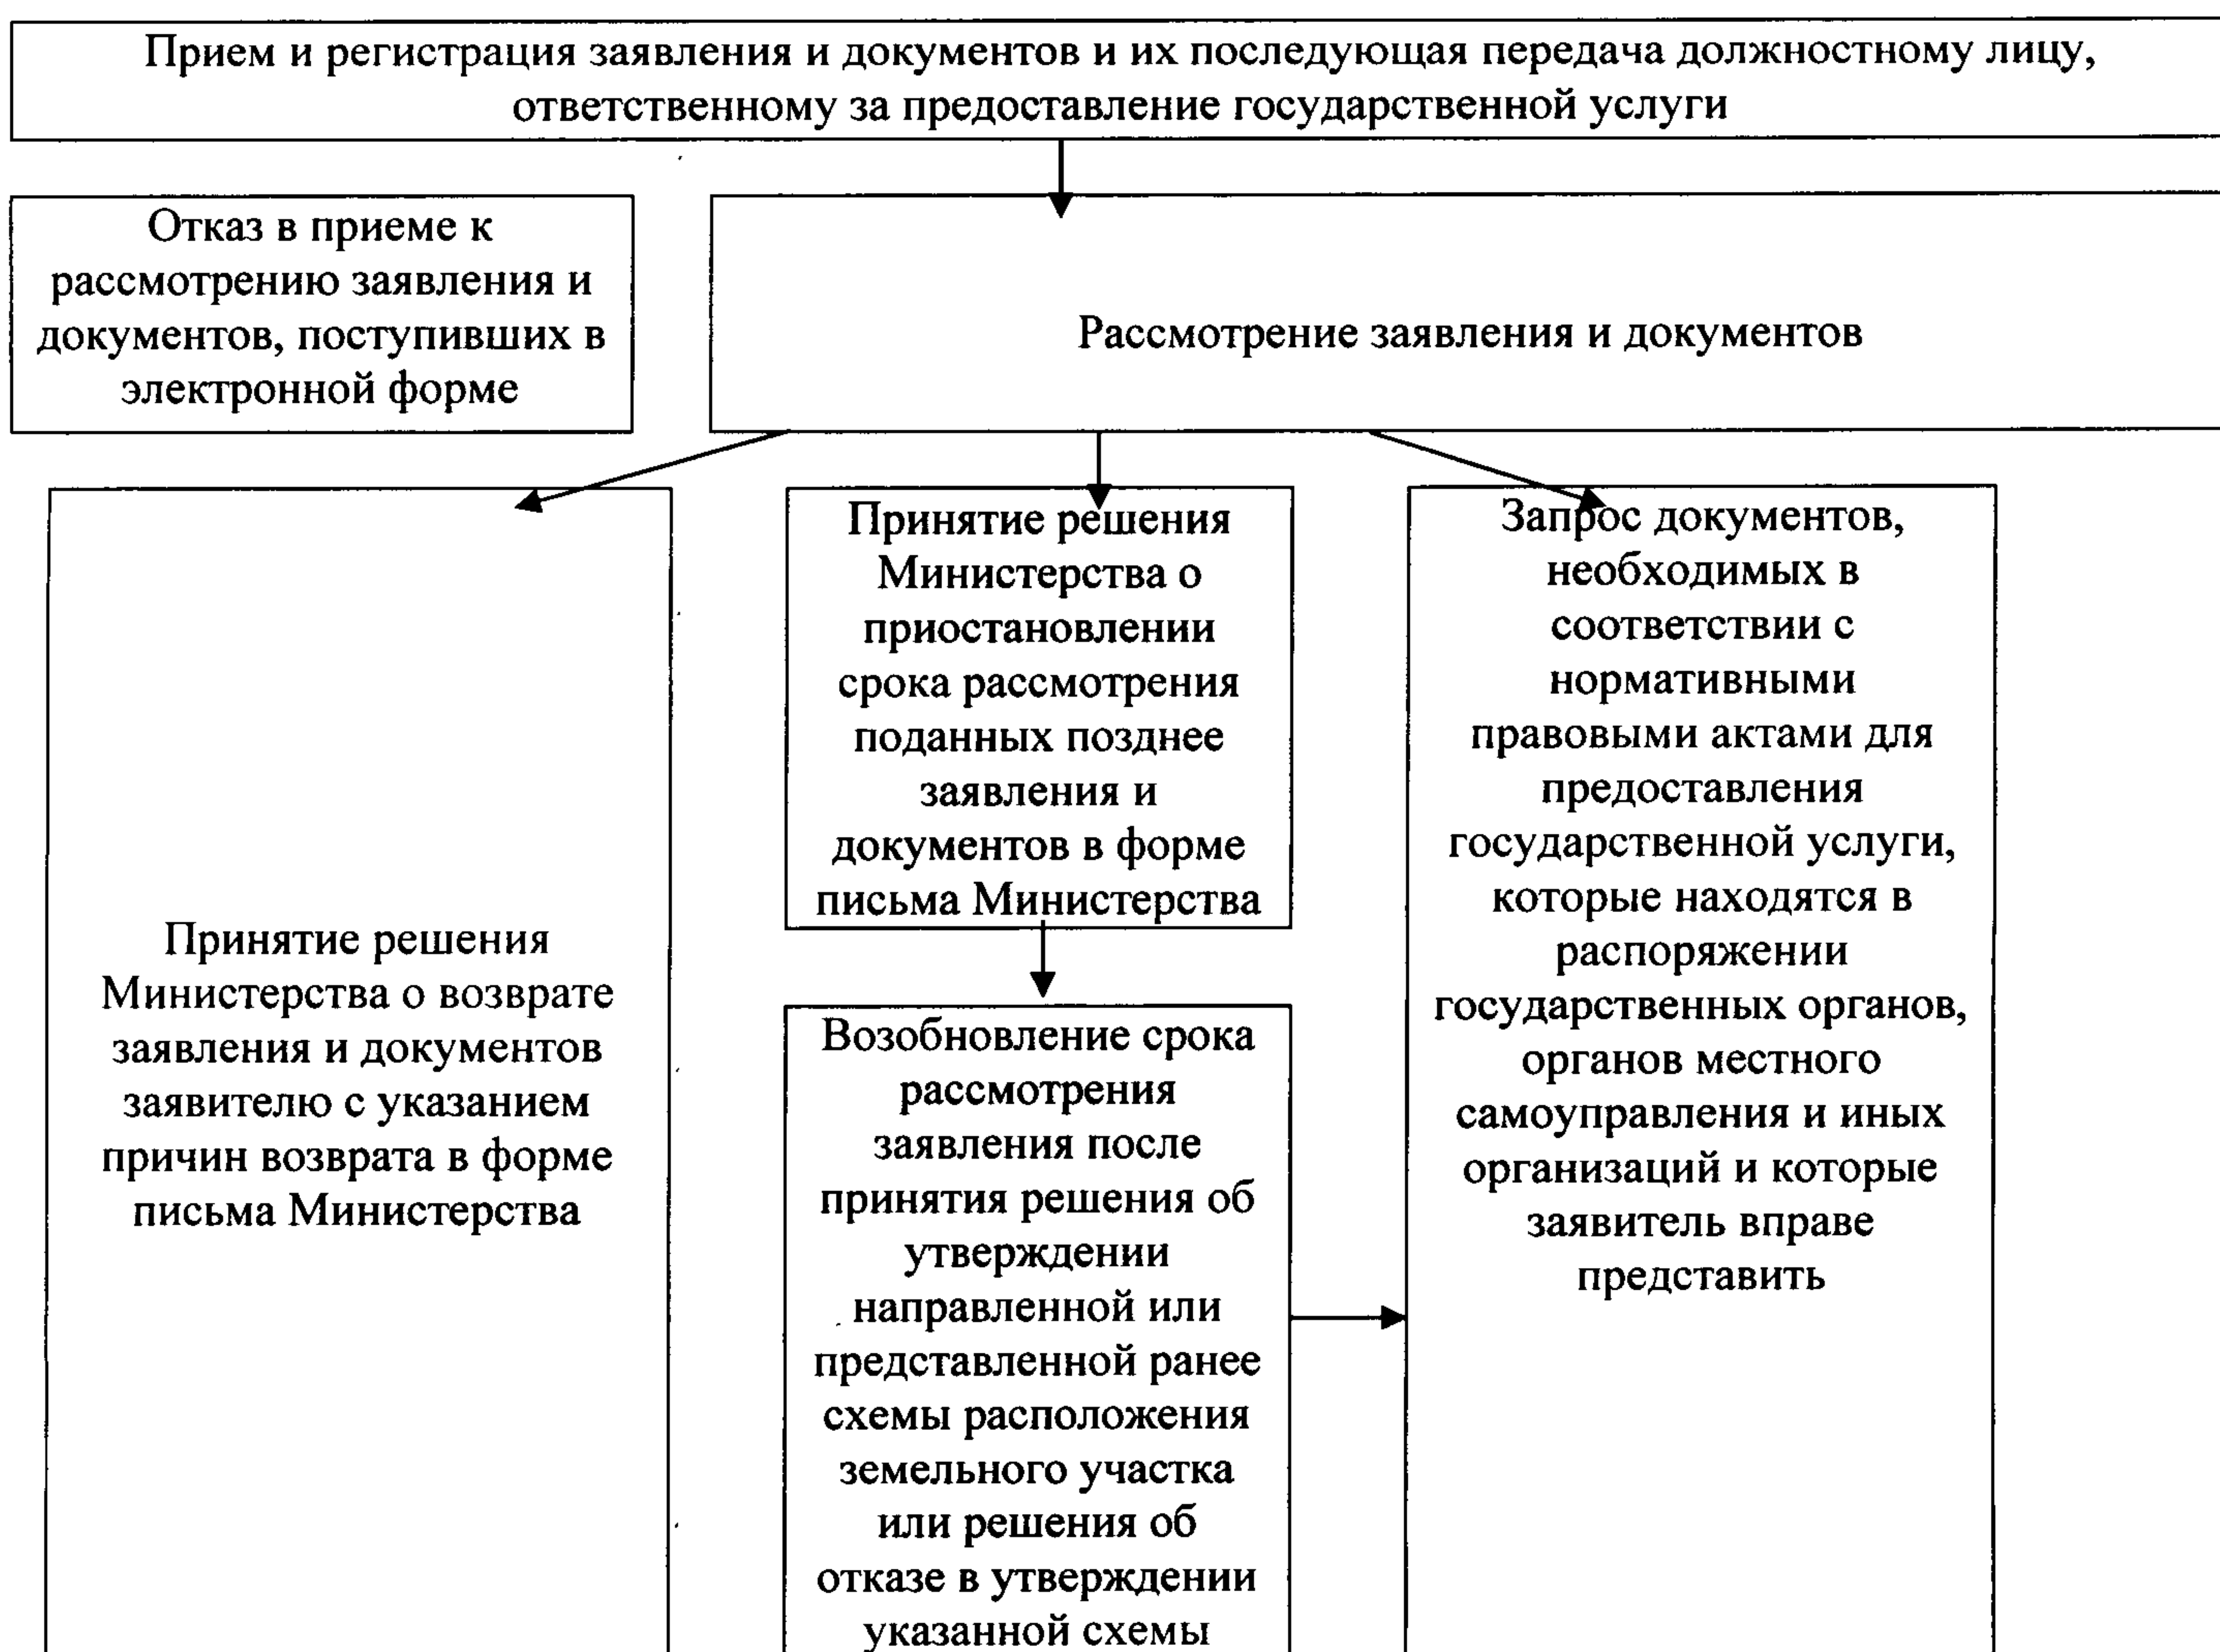 Прием и регистрация заявления и документов и их последующая передача должностному лицу,
ответственному за предоставление государственной услуги
Отказ в приеме к
рассмотрению заявления и
документов, поступивших в
электронной форме
Рассмотрение заявления и документов
Принятие решения
Министерства о возврате
заявления и документов
заявителю с указанием
причин возврата в форме
письма Министерства
Принятие решения
Министерства о
приостановлении
срока рассмотрения
поданных позднее
заявления и
документов в форме
письма Министерства
Возобновление срока
рассмотрения
заявления после
принятия решения об
утверждении
направленной или
представленной ранее
схемы расположения
земельного участка
или решения об
отказе в утверждении
указанной схемы
Запрос документов,
необходимых в
соответствии с
нормативными
правовыми актами для
предоставления
государственной услуги,
которые находятся в
распоряжении
государственных органов,
органов местного
самоуправления и иных
организаций и которые
заявитель вправе
представить